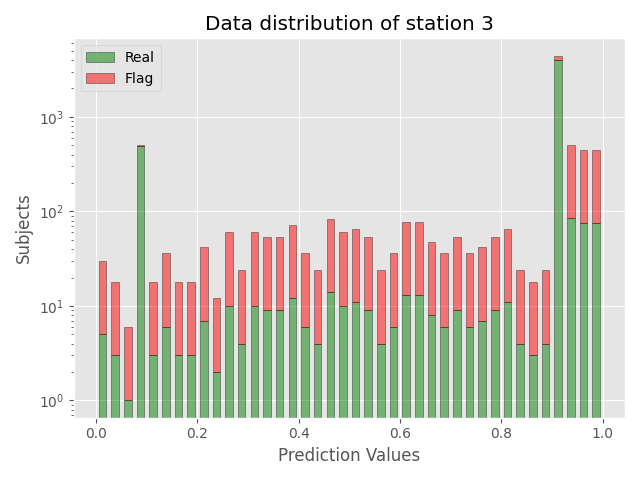 Data distribution of station 3
Real
Flag
10³
10²
10¹
10⁰
Subjects
0.0 0.2 0.4 0.6 0.8 1.0
Prediction Values